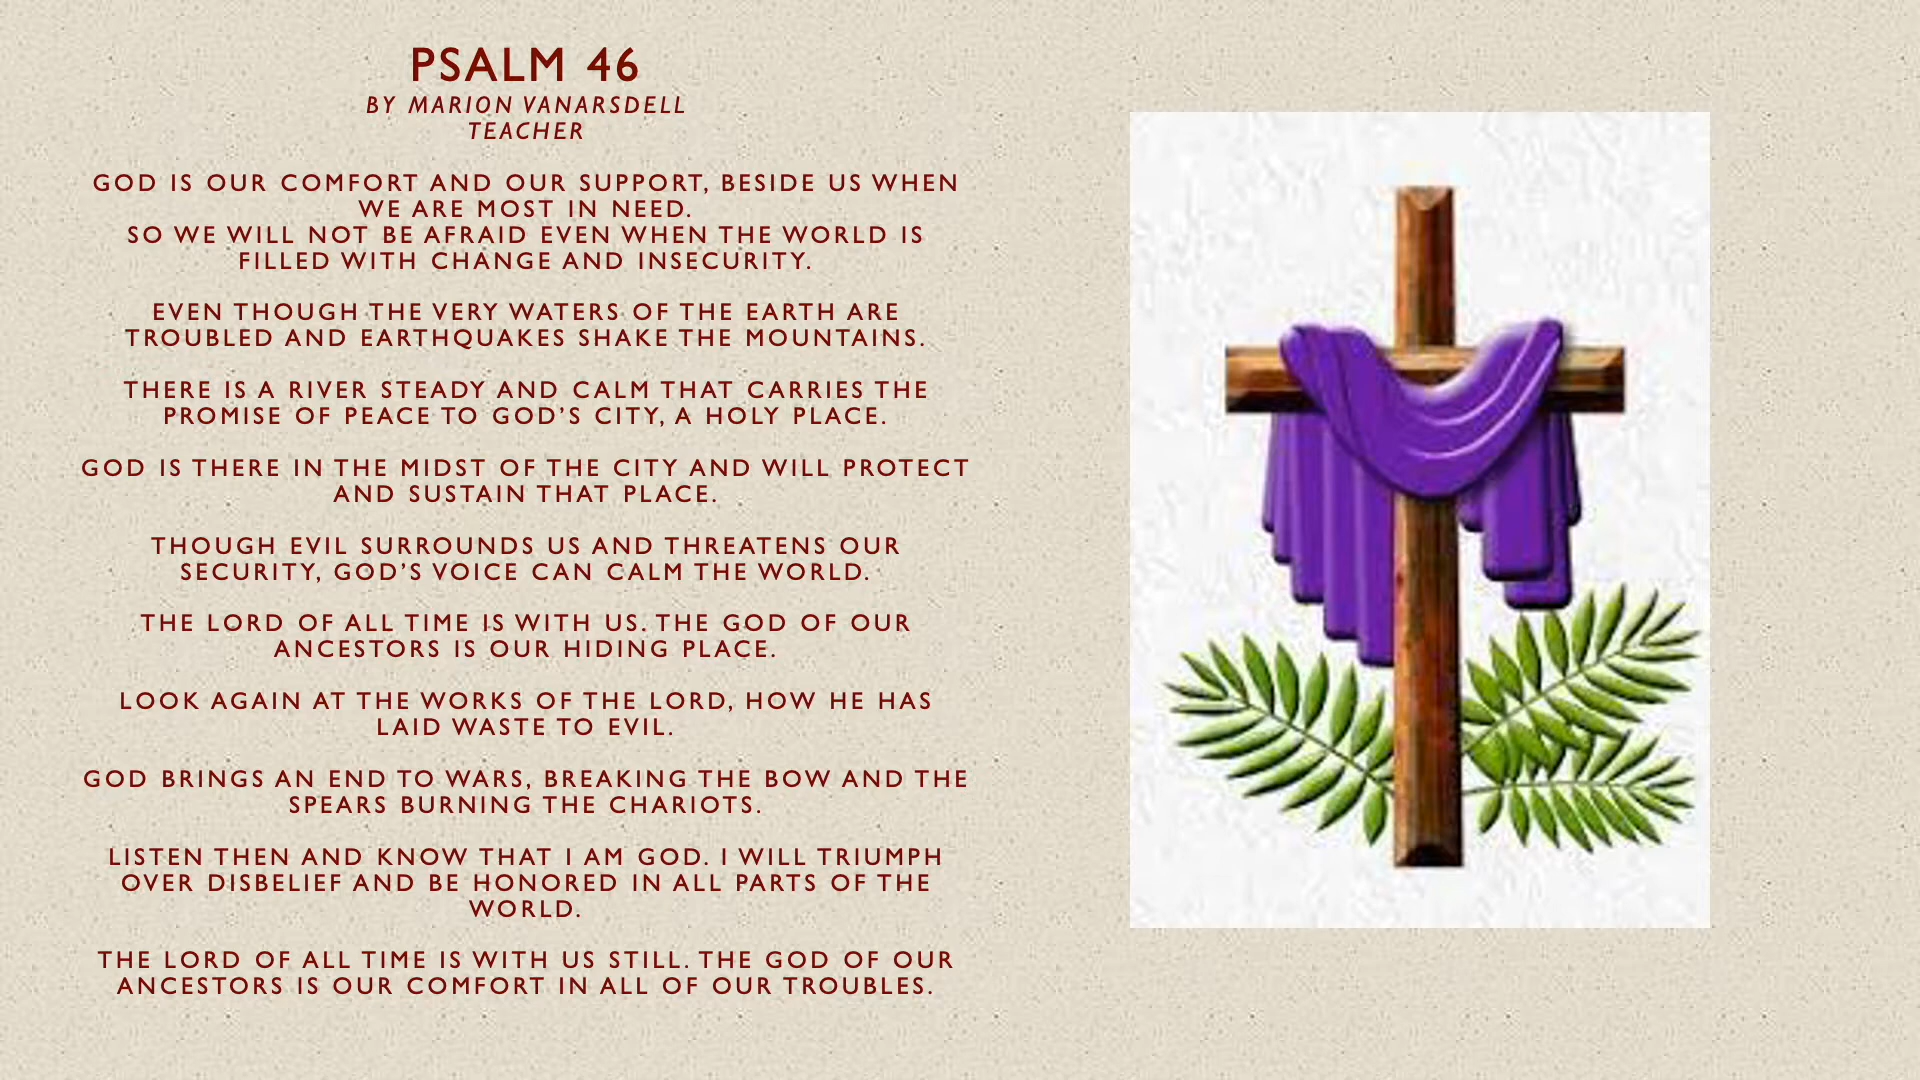 PSALM 46
BY MARION VANARSDELL
TEACHER
GOD IS OUR COMFORT AND OUR SUPPORT, BESIDE US WHEN
WE ARE MOST IN NEED.
SO WE WILL NOT BE AFRAID EVEN WHEN THE WORLD IS
FILLED WITH CHANGE AND INSECURITY.
EVEN THOUGH THE VERY WATERS OF THE EARTH ARE
TROUBLED AND EARTHQUAKES SHAKE THE MOUNTAINS.
THERE IS A RIVER STEADY AND CALM THAT CARRIES THE
PROMISE OF PEACE TO GOD’S CITY, A HOLY PLACE.
GOD IS THERE IN THE MIDST OF THE CITY AND WILL PROTECT
AND SUSTAIN THAT PLACE.
THOUGH EVIL SURROUNDS US AND THREATENS OUR
SECURITY, GOD’S VOICE CAN CALM THE WORLD.
THE LORD OF ALL TIME IS WITH US. THE GOD OF OUR
ANCESTORS IS OUR HIDING PLACE.
LOOK AGAIN AT THE WORKS OF THE LORD, HOW HE HAS
LAID WASTE TO EVIL.
GOD BRINGS AN END TO WARS, BREAKING THE BOW AND THE
SPEARS BURNING THE CHARIOTS.
LISTEN THEN AND KNOW THAT I AM GOD. I WILL TRIUMPH
OVER DISBELIEF AND BE HONORED IN ALL PARTS OF THE
WORLD.
THE LORD OF ALL TIME IS WITH US STILL. THE GOD OF OUR
ANCESTORS IS OUR COMFORT IN ALL OF OUR TROUBLES.